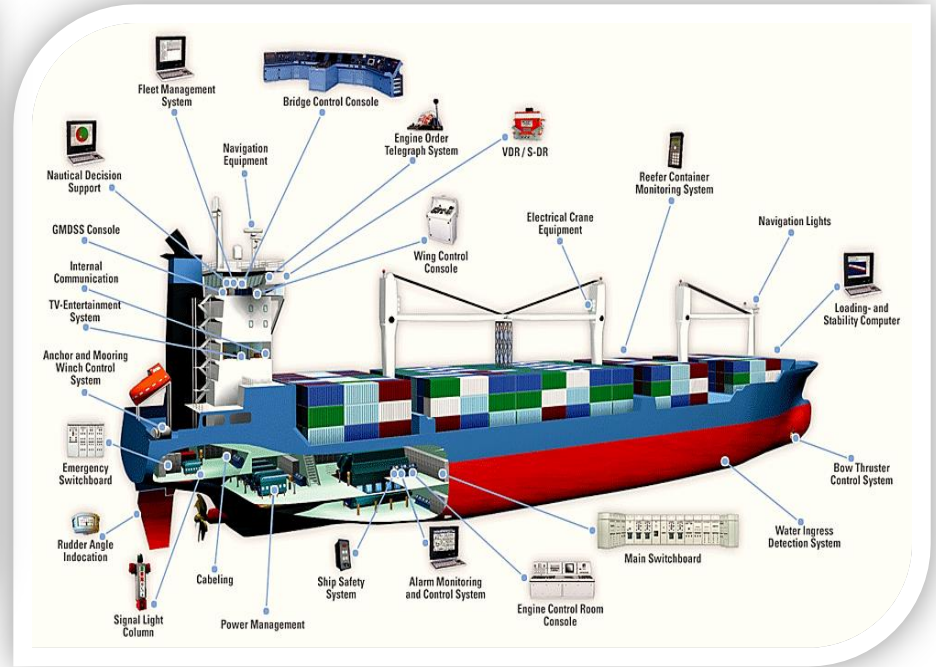 Fleet Management
System
Bridge Control Console
Engine Order
Telegraph System
VDR / S-DR
Navigation
Equipment
Nautical Decision
Support
Reefer Container
Monitoring System
GMDSS Console
Wing Control
Console
Electrical Crane
Equipment
Navigation Lights
Internal
Communication
TV-Entertainment
System
Loading- and
Stability Computer
Anchor and Mooring
Winch Control
System
Emergency
Switchboard
Bow Thruster
Control System
Rudder Angle
Indocation
Water Ingress
Detection System
Main Switchboard
Cabeling
Ship Safety
System
Alarm Monitoring
and Control System
Engine Control Room
Console
Signal Light
Column
Power Management